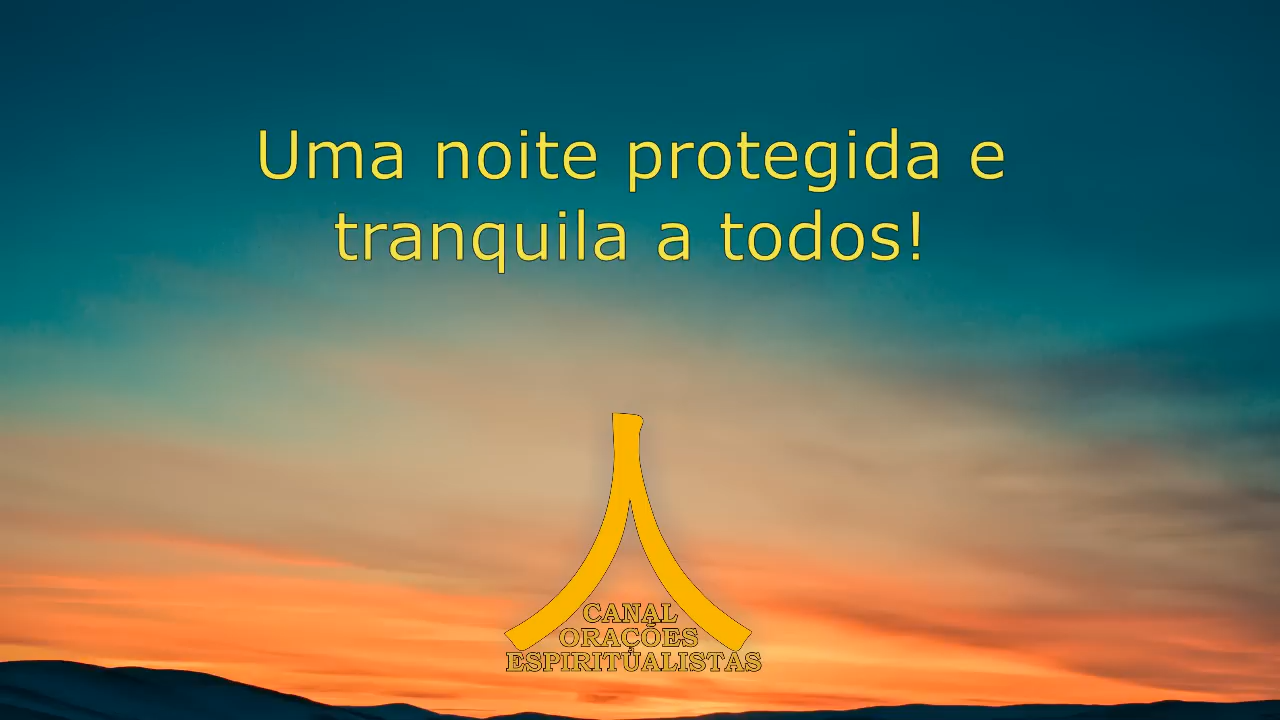 Uma noite protegida e
tranquila a todos!
CANAL
ORAÇÕES
ESPIRITUALISTAS